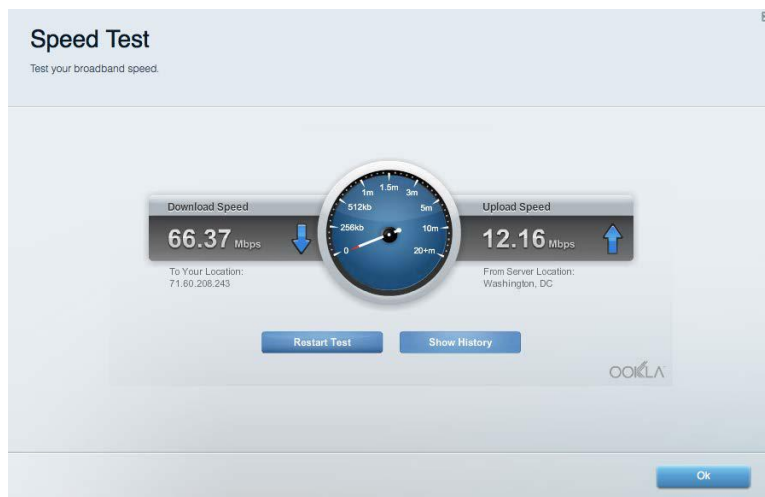 Speed Test
Test your broadband speed.
Download Speed
66.37 Mbps
To Your Location:
71.60.208.243
0
256kb
512kb
1m
1.5m
3m
5m
10m
20+m
Upload Speed
12.16 Mbps
From Server Location:
Washington, DC
Restart Test
Show History
OOKLA
Ok